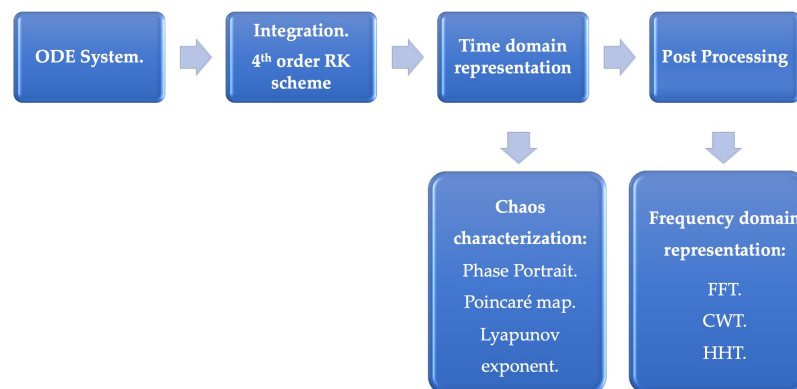 ODE System.
Integration.
4th order RK
scheme
Time domain
representation
Post Processing
Chaos
characterization:
Phase Portrait.
Poincaré map.
Lyapunov
exponent.
Frequency domain
representation:
FFT.
CWT.
HHT.